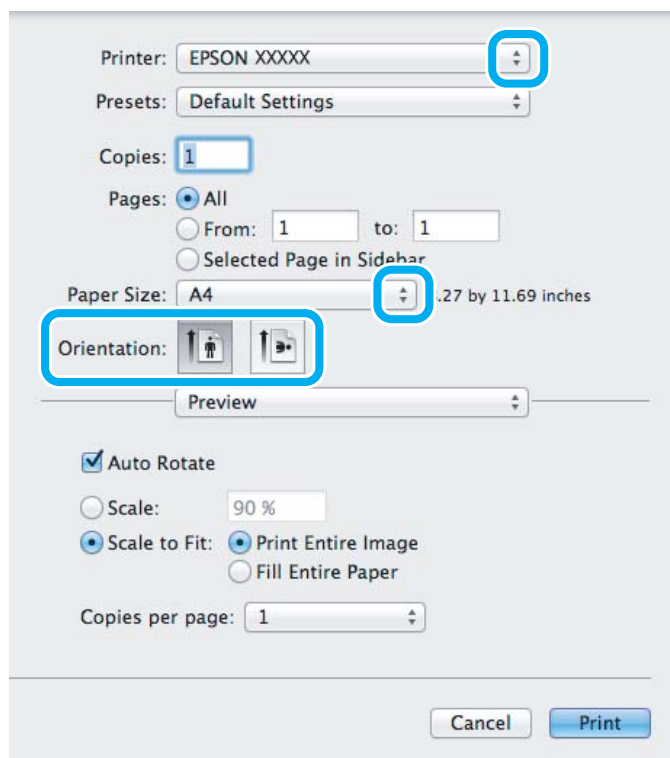 Printer: EPSON XXXXX
Presets: Default Settings
Copies: 1
Pages: All
From: 1 to: 1
Selected Page in Sidebar
Paper Size: A4 .27 by 11.69 inches
Orientation:
Preview
Auto Rotate
Scale: 90 %
Scale to Fit: Print Entire Image
Fill Entire Paper
Copies per page: 1
Cancel Print